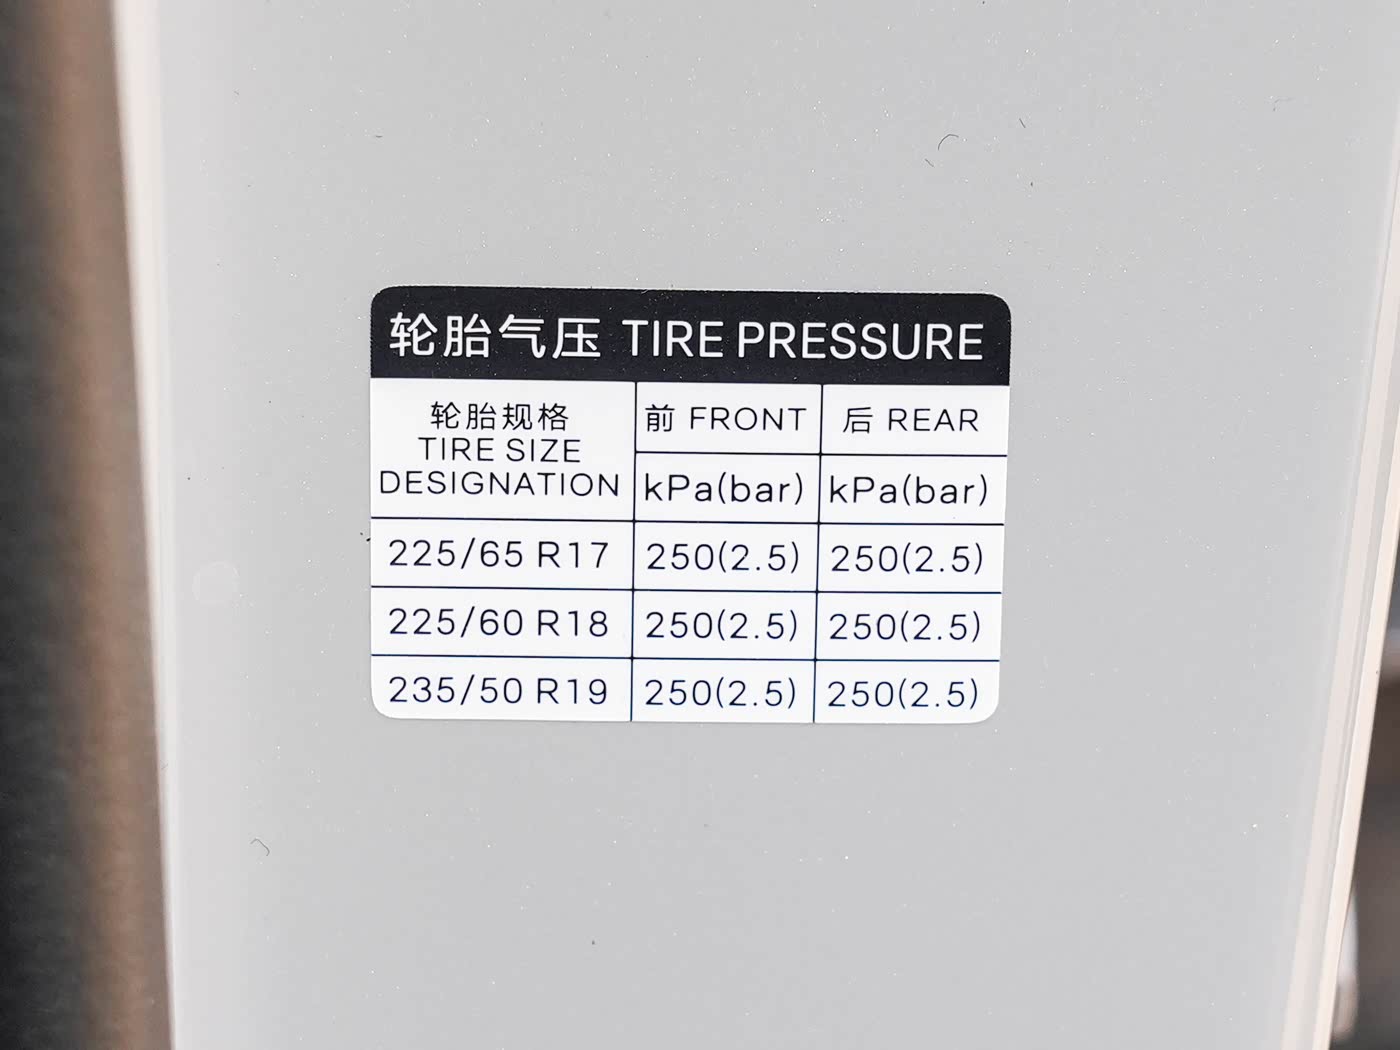 轮胎气压 TIRE PRESSURE
轮胎规格
TIRE SIZE
DESIGNATION
前 FRONT
后 REAR
kPa(bar)
kPa(bar)
225/65 R17 250(2.5) 250(2.5)
225/60 R18 250(2.5) 250(2.5)
235/50 R19 250(2.5) 250(2.5)